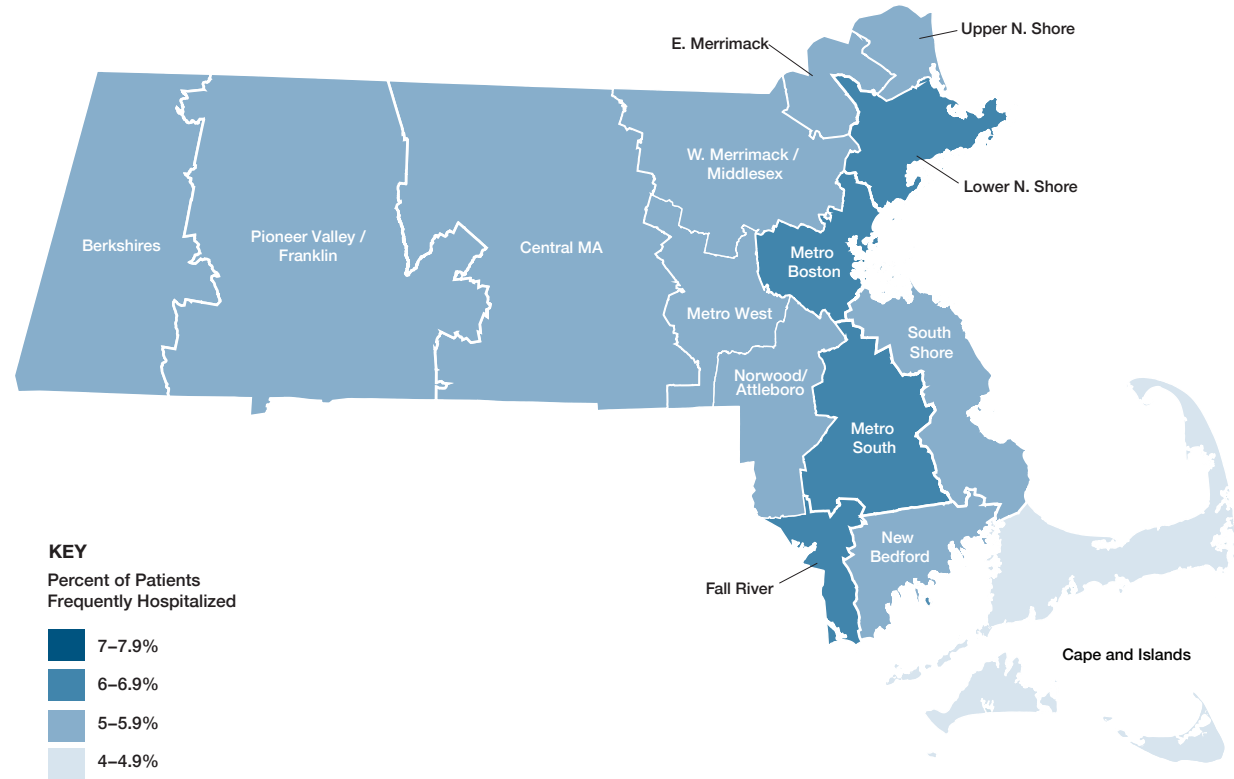 Upper N. Shore
E. Merrimack
W. Merrimack /
Middlesex
Lower N. Shore
Berkshires
Pioneer Valley /
Franklin
Central MA
Metro
Boston
Metro West
South
Shore
Norwood/
Attleboro
Metro
South
New
Bedford
Fall River
Cape and Islands
KEY
Percent of Patients
Frequently Hospitalized
7–7.9%
6–6.9%
5–5.9%
4–4.9%